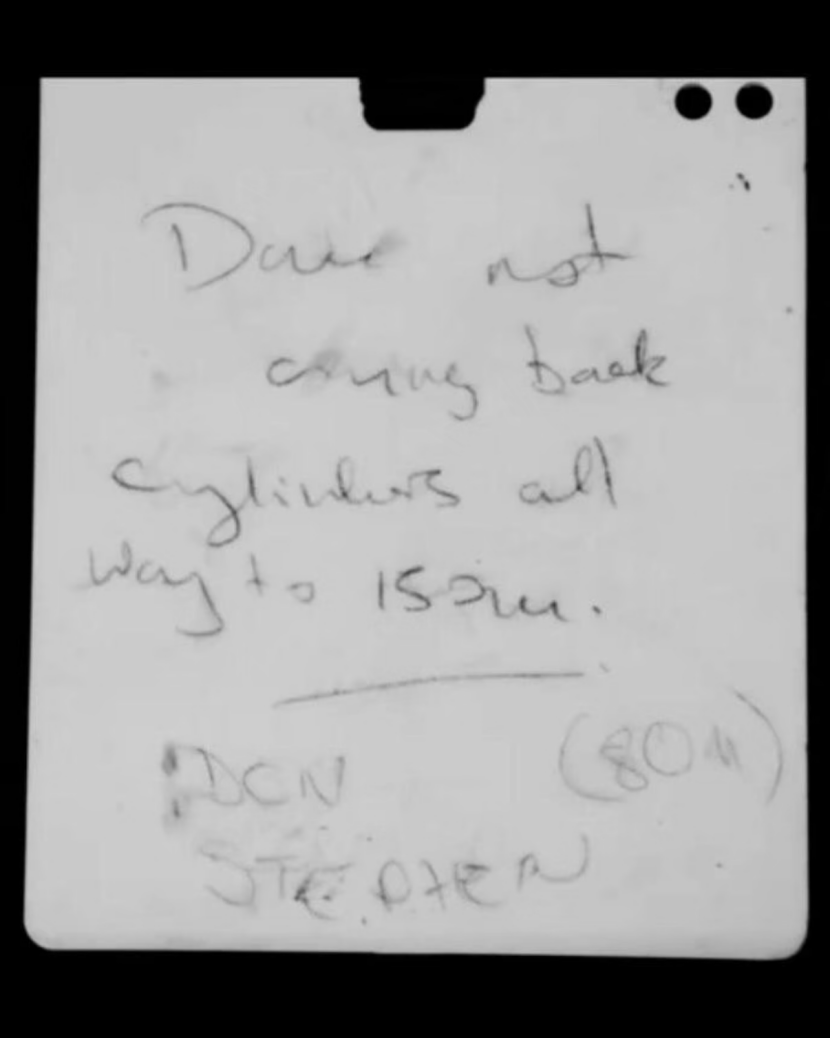 Dave not
coming back
cylinders all
way to 150m.
DON (80M)
STEPHEN